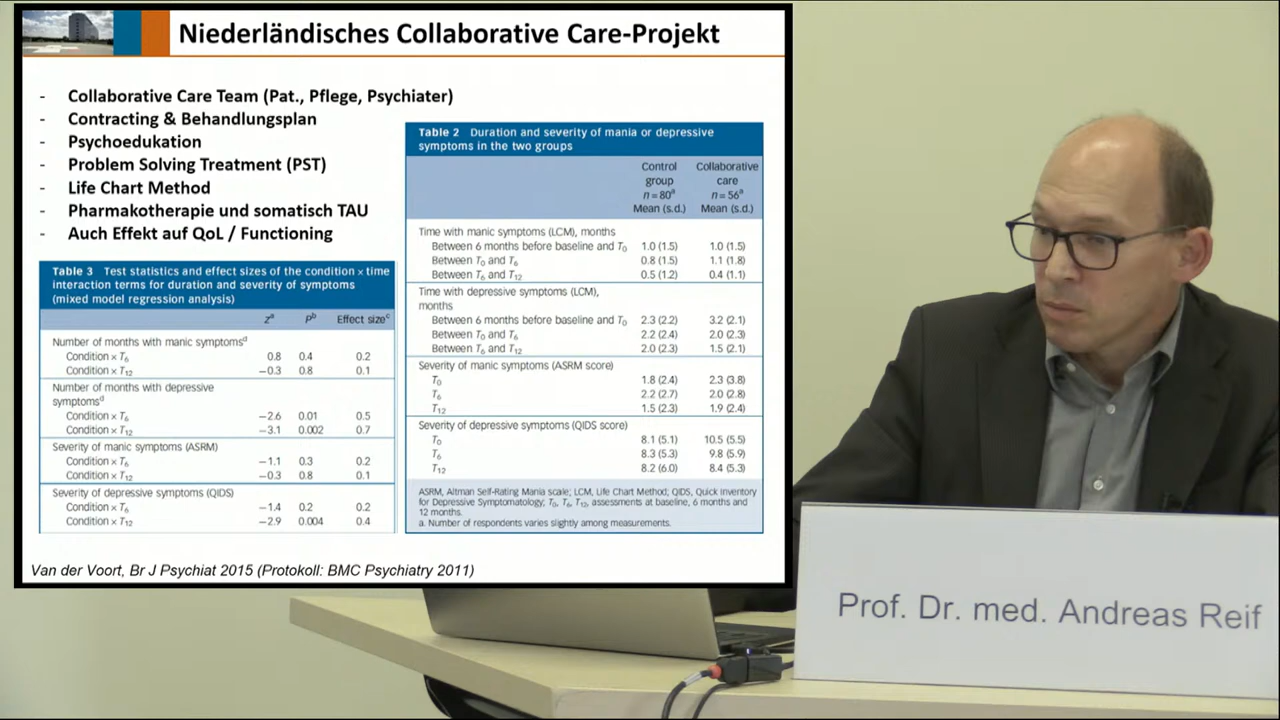 Niederländisches Collaborative Care-Projekt
- Collaborative Care Team (Pat., Pflege, Psychiater)
- Contracting & Behandlungsplan
- Psychoedukation
- Problem Solving Treatment (PST)
- Life Chart Method
- Pharmakotherapie und somatisch TAU
- Auch Effekt auf QoL / Functioning
Table 3 Test statistics and effect sizes of the condition × time
interaction terms for duration and severity of symptoms
(mixed model regression analysis)
zᵃ Pᵇ Effect sizeᶜ
Number of months with manic symptomsᵈ
Condition × T₆ 0.8 0.4 0.2
Condition × T₁₂ −0.3 0.8 0.1
Number of months with depressive
symptomsᵈ
Condition × T₆ −2.6 0.01 0.5
Condition × T₁₂ −3.1 0.002 0.7
Severity of manic symptoms (ASRM)
Condition × T₆ −1.1 0.3 0.2
Condition × T₁₂ −0.3 0.8 0.1
Severity of depressive symptoms (QIDS)
Condition × T₆ −1.4 0.2 0.2
Condition × T₁₂ −2.9 0.004 0.4
Table 2 Duration and severity of mania or depressive
symptoms in the two groups
Control Collaborative
group care
n = 80ᵃ n = 56ᵃ
Mean (s.d.) Mean (s.d.)
Time with manic symptoms (LCM), months
Between 6 months before baseline and T₀ 1.0 (1.5) 1.0 (1.5)
Between T₀ and T₆ 0.8 (1.5) 1.1 (1.8)
Between T₆ and T₁₂ 0.5 (1.2) 0.4 (1.1)
Time with depressive symptoms (LCM),
months
Between 6 months before baseline and T₀ 2.3 (2.2) 3.2 (2.1)
Between T₀ and T₆ 2.2 (2.4) 2.0 (2.3)
Between T₆ and T₁₂ 2.0 (2.3) 1.5 (2.1)
Severity of manic symptoms (ASRM score)
T₀ 1.8 (2.4) 2.3 (3.8)
T₆ 2.2 (2.7) 2.0 (2.8)
T₁₂ 1.5 (2.3) 1.9 (2.4)
Severity of depressive symptoms (QIDS score)
T₀ 8.1 (5.1) 10.5 (5.5)
T₆ 8.3 (5.3) 9.8 (5.9)
T₁₂ 8.2 (6.0) 8.4 (5.3)
ASRM, Altman Self-Rating Mania scale; LCM, Life Chart Method; QIDS, Quick Inventory
for Depressive Symptomatology, T₀, T₆, T₁₂, assessments at baseline, 6 months and
12 months.
a. Number of respondents varies slightly among measurements.
Van der Voort, Br J Psychiat 2015 (Protokoll: BMC Psychiatry 2011)
Prof. Dr. med. Andreas Reif